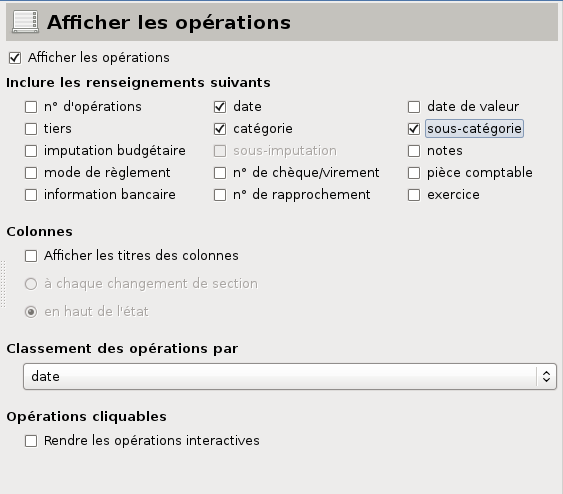 Afficher les opérations
Afficher les opérations
Inclure les renseignements suivants
n° d'opérations date date de valeur
tiers catégorie sous-catégorie
imputation budgétaire sous-imputation notes
mode de règlement n° de chèque/virement pièce comptable
information bancaire n° de rapprochement exercice
Colonnes
Afficher les titres des colonnes
à chaque changement de section
en haut de l'état
Classement des opérations par
date
Opérations cliquables
Rendre les opérations interactives